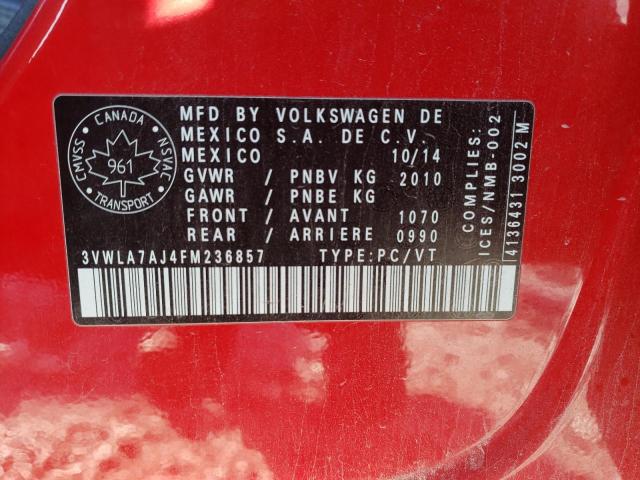 CANADA
CMVSS NSVAC
961
TRANSPORT
MFD BY VOLKSWAGEN DE
MEXICO S.A. DE C.V.
MEXICO 10/14
GVWR / PNBV KG 2010
GAWR / PNBE KG
FRONT / AVANT 1070
REAR / ARRIERE 0990
3VWLA7AJ4FM236857 TYPE:PC/VT
COMPLIES:
ICES/NMB-002
4136431 3002 M